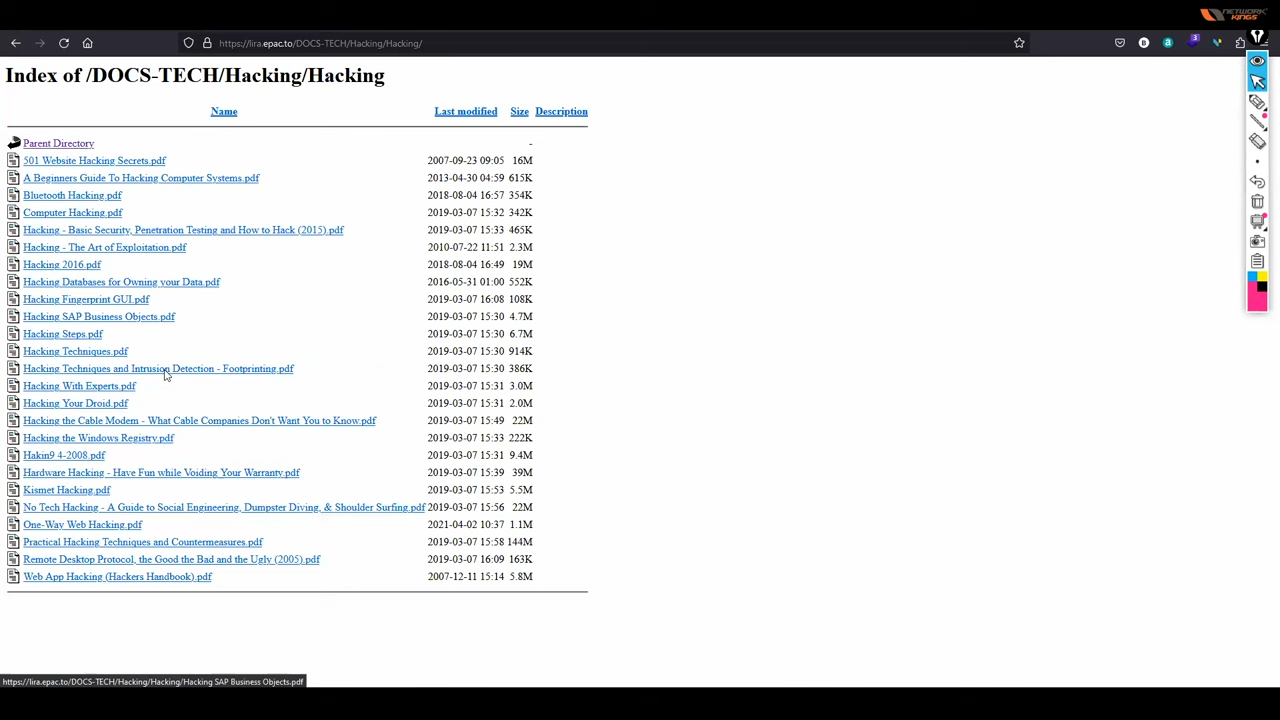 NETWORK
KINGS
https://lira.epac.to/DOCS-TECH/Hacking/Hacking/
3
Index of /DOCS-TECH/Hacking/Hacking
Name Last modified Size Description
Parent Directory -
501 Website Hacking Secrets.pdf 2007-09-23 09:05 16M
A Beginners Guide To Hacking Computer Systems.pdf 2013-04-30 04:59 615K
Bluetooth Hacking.pdf 2018-08-04 16:57 354K
Computer Hacking.pdf 2019-03-07 15:32 342K
Hacking - Basic Security, Penetration Testing and How to Hack (2015).pdf 2019-03-07 15:33 465K
Hacking - The Art of Exploitation.pdf 2010-07-22 11:51 2.3M
Hacking 2016.pdf 2018-08-04 16:49 19M
Hacking Databases for Owning your Data.pdf 2016-05-31 01:00 552K
Hacking Fingerprint GUI.pdf 2019-03-07 16:08 108K
Hacking SAP Business Objects.pdf 2019-03-07 15:30 4.7M
Hacking Steps.pdf 2019-03-07 15:30 6.7M
Hacking Techniques.pdf 2019-03-07 15:30 914K
Hacking Techniques and Intrusion Detection - Footprinting.pdf 2019-03-07 15:30 386K
Hacking With Experts.pdf 2019-03-07 15:31 3.0M
Hacking Your Droid.pdf 2019-03-07 15:31 2.0M
Hacking the Cable Modem - What Cable Companies Don't Want You to Know.pdf 2019-03-07 15:49 22M
Hacking the Windows Registry.pdf 2019-03-07 15:33 222K
Hakin9 4-2008.pdf 2019-03-07 15:31 9.4M
Hardware Hacking - Have Fun while Voiding Your Warranty.pdf 2019-03-07 15:39 39M
Kismet Hacking.pdf 2019-03-07 15:53 5.5M
No Tech Hacking - A Guide to Social Engineering, Dumpster Diving, & Shoulder Surfing.pdf 2019-03-07 15:56 22M
One-Way Web Hacking.pdf 2021-04-02 10:37 1.1M
Practical Hacking Techniques and Countermeasures.pdf 2019-03-07 15:58 144M
Remote Desktop Protocol, the Good the Bad and the Ugly (2005).pdf 2019-03-07 16:09 163K
Web App Hacking (Hackers Handbook).pdf 2007-12-11 15:14 5.8M
https://lira.epac.to/DOCS-TECH/Hacking/Hacking/Hacking SAP Business Objects.pdf